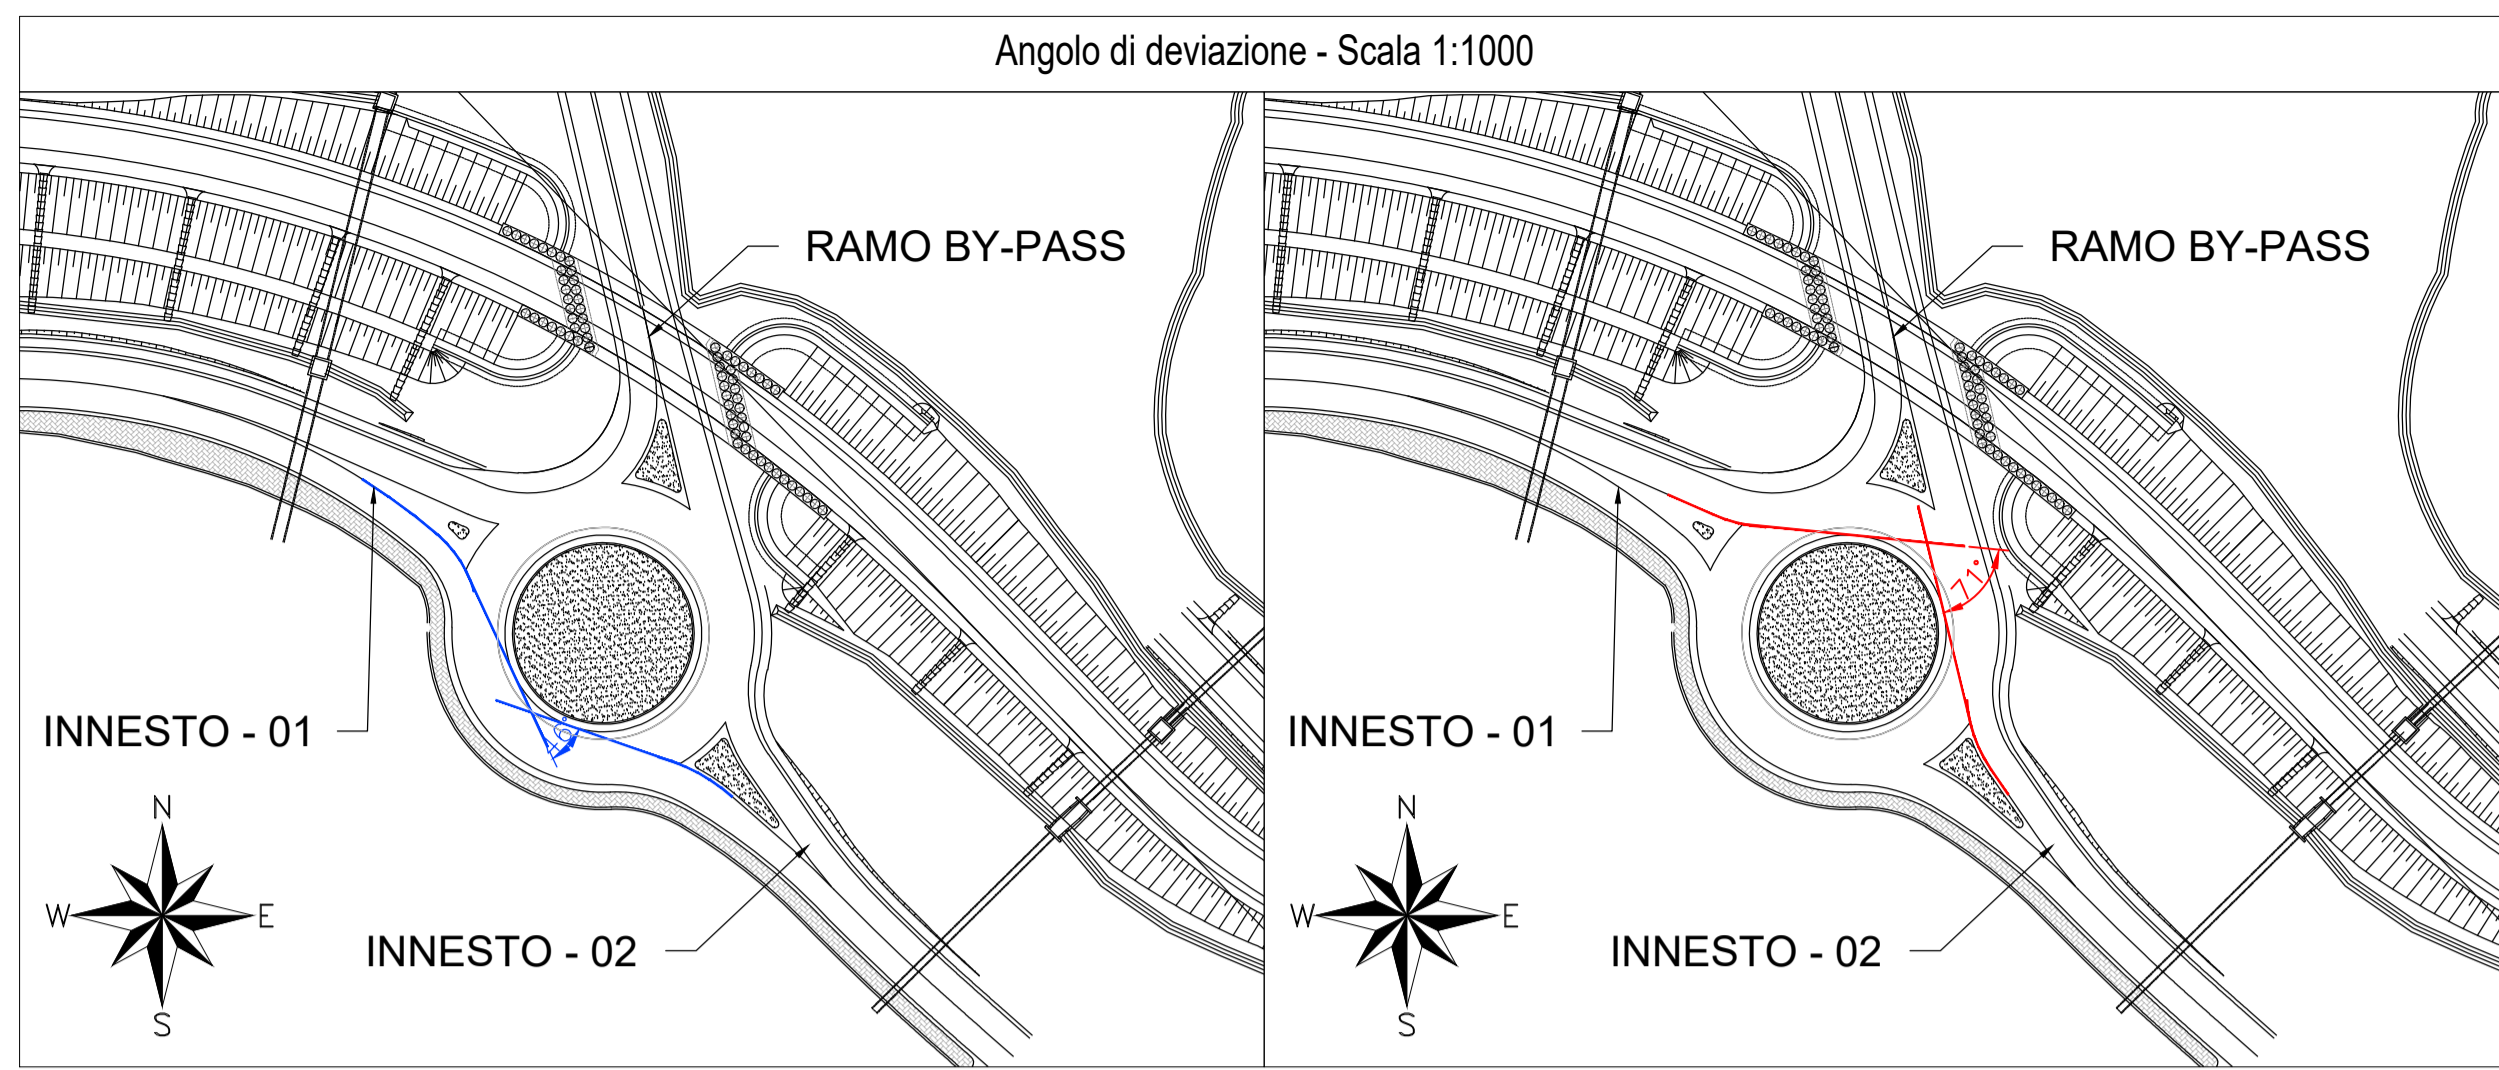 Angolo di deviazione - Scala 1:1000
RAMO BY-PASS
INNESTO - 01
46°
INNESTO - 02
N
W
E
S
RAMO BY-PASS
71°
INNESTO - 01
INNESTO - 02
N
W
E
S